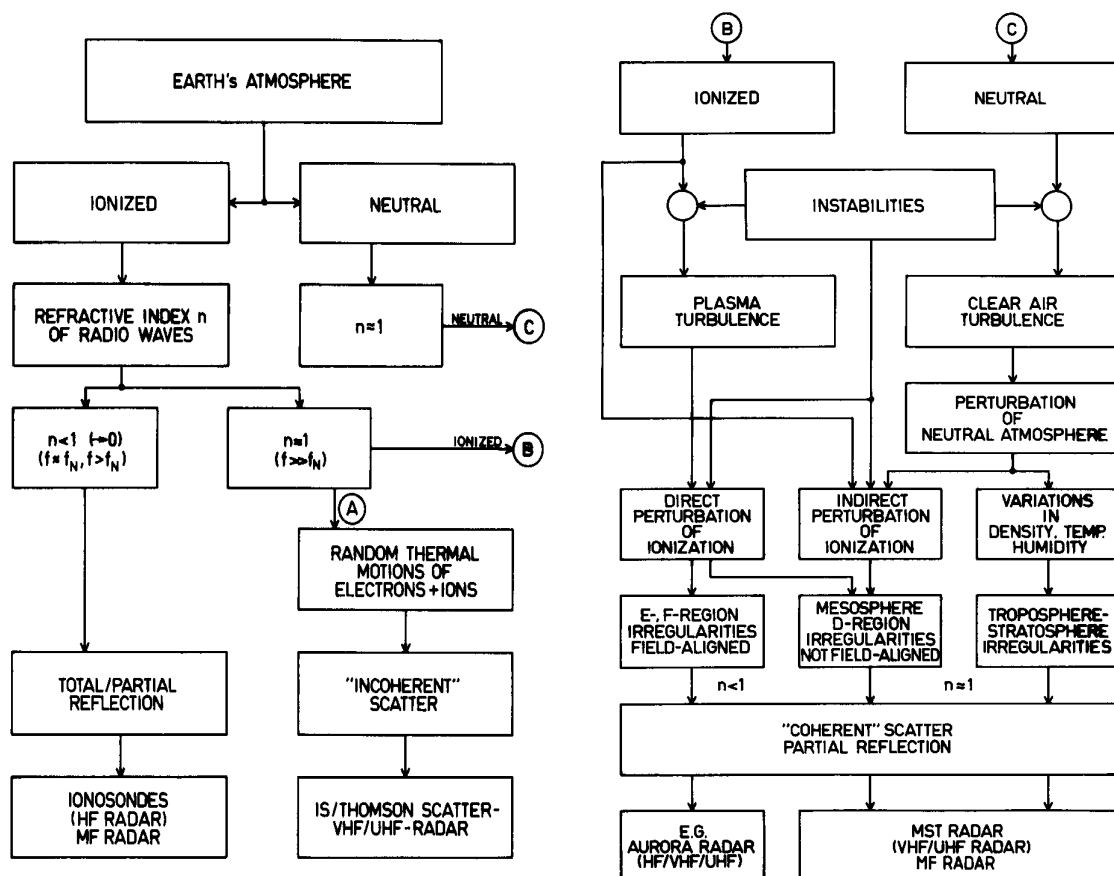 EARTH's ATMOSPHERE
IONIZED
NEUTRAL
REFRACTIVE INDEX n
OF RADIO WAVES
n≈1
NEUTRAL
C
n<1 (→0)
(f≈f_N, f>f_N)
n≈1
(f≫f_N)
IONIZED
B
A
RANDOM THERMAL
MOTIONS OF
ELECTRONS+IONS
TOTAL/PARTIAL
REFLECTION
"INCOHERENT"
SCATTER
IONOSONDES
(HF RADAR)
MF RADAR
IS/THOMSON SCATTER-
VHF/UHF-RADAR
B
C
IONIZED
NEUTRAL
INSTABILITIES
PLASMA
TURBULENCE
CLEAR AIR
TURBULENCE
PERTURBATION
OF
NEUTRAL ATMOSPHERE
DIRECT
PERTURBATION
OF
IONIZATION
INDIRECT
PERTURBATION
OF
IONIZATION
VARIATIONS
IN
DENSITY, TEMP.
HUMIDITY
E-, F-REGION
IRREGULARITIES
FIELD-ALIGNED
MESOSPHERE
D-REGION
IRREGULARITIES
NOT FIELD-ALIGNED
TROPOSPHERE-
STRATOSPHERE
IRREGULARITIES
n<1
n≈1
"COHERENT" SCATTER
PARTIAL REFLECTION
E.G.
AURORA RADAR
(HF/VHF/UHF)
MST RADAR
(VHF/UHF RADAR)
MF RADAR